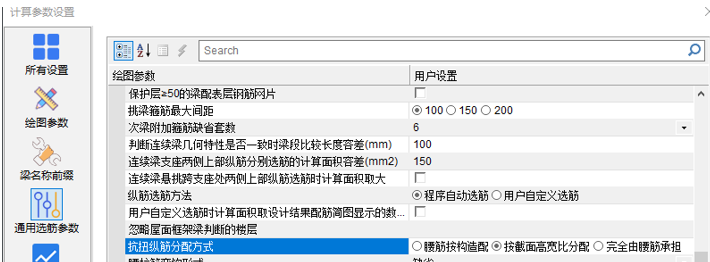 计算参数设置
所有设置
绘图参数
梁名称前缀
通用选筋参数
Search
绘图参数 用户设置
保护层≥50的梁配表层钢筋网片
挑梁箍筋最大间距 100 150 200
次梁附加箍筋缺省套数 6
判断连续梁几何特性是否一致时梁段比较长度容差(mm) 100
连续梁支座两侧上部纵筋分别选筋的计算面积容差(mm2) 150
连续梁悬挑跨支座处两侧上部纵筋选筋时计算面积取大
纵筋选筋方法 程序自动选筋 用户自定义选筋
用户自定义选筋时计算面积取设计结果配筋简图显示的数...
忽略屋面框架梁判断的楼层
抗扭纵筋分配方式 腰筋按构造配 按截面高宽比分配 完全由腰筋承担